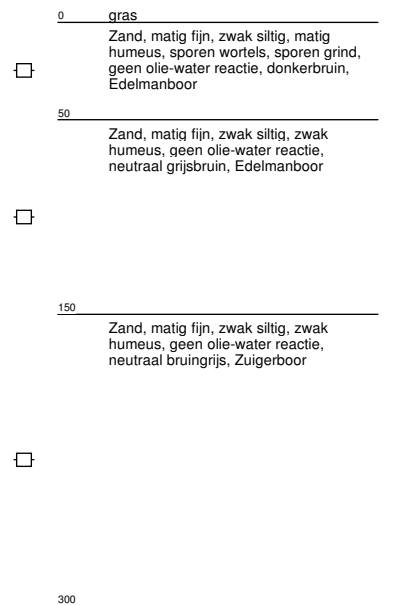 0 gras
Zand, matig fijn, zwak siltig, matig
humeus, sporen wortels, sporen grind,
geen olie-water reactie, donkerbruin,
Edelmanboor
50
Zand, matig fijn, zwak siltig, zwak
humeus, geen olie-water reactie,
neutraal grijsbruin, Edelmanboor
150
Zand, matig fijn, zwak siltig, zwak
humeus, geen olie-water reactie,
neutraal bruingrijs, Zuigerboor
300